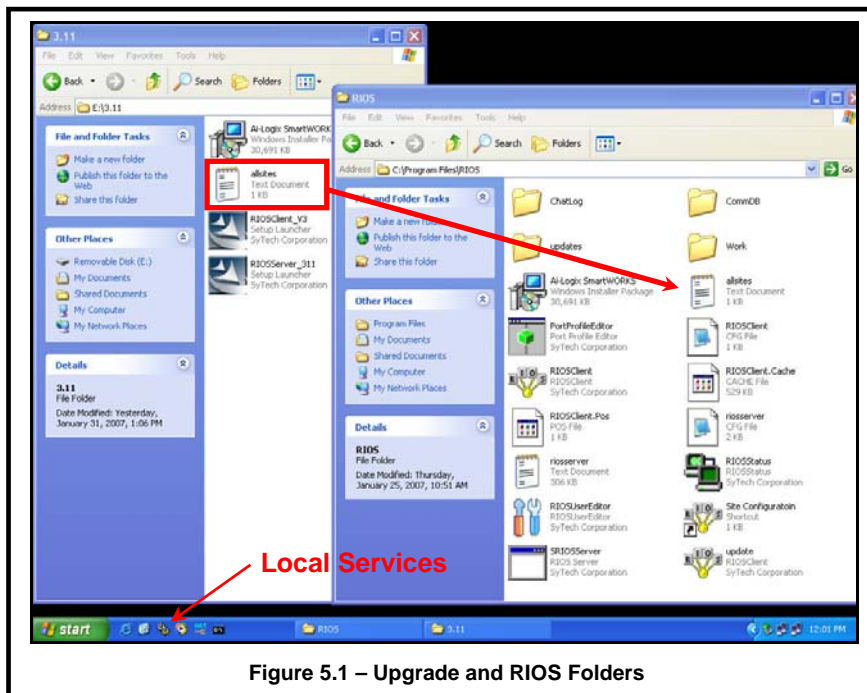 3.11
File Edit View Favorites Tools Help
Back Search Folders
Address E:\3.11
File and Folder Tasks
Make a new folder
Publish this folder to the
Web
Share this folder
Other Places
Removable Disk (E:)
My Documents
Shared Documents
My Computer
My Network Places
Details
3.11
File Folder
Date Modified: Yesterday,
January 31, 2007, 1:06 PM
Ai-Logix SmartWORK
Windows Installer Pa
30,691 KB
allsites
Text Document
1 KB
RIOSClient_V3
Setup Launcher
SyTech Corporation
RIOSServer_311
Setup Launcher
SyTech Corporation
RIOS
File Edit View Favorites Tools Help
Back Search Folders
Address C:\Program Files\RIOS
Go
File and Folder Tasks
Make a new folder
Publish this folder to the
Web
Share this folder
Other Places
Program Files
My Documents
Shared Documents
My Computer
My Network Places
Details
RIOS
File Folder
Date Modified: Thursday,
January 25, 2007, 10:51 AM
ChatLog
CommDB
updates
Work
Ai-Logix SmartWORKS
Windows Installer Package
30,691 KB
allsites
Text Document
1 KB
PortProfileEditor
Port Profile Editor
SyTech Corporation
RIOSClient
CFG File
1 KB
RIOSClient
RIOSClient
SyTech Corporation
RIOSClient.Cache
CACHE File
529 KB
RIOSClient.Pos
POS File
1 KB
riosserver
CFG File
2 KB
riosserver
Text Document
306 KB
RIOSStatus
RIOSStatus
SyTech Corporation
RIOSUserEditor
RIOSUserEditor
SyTech Corporation
Site Configuratoin
Shortcut
1 KB
SRIOSServer
RIOS Server
SyTech Corporation
update
RIOSClient
SyTech Corporation
Local Services
start
RIOS
3.11
12:01 PM
Figure 5.1 – Upgrade and RIOS Folders